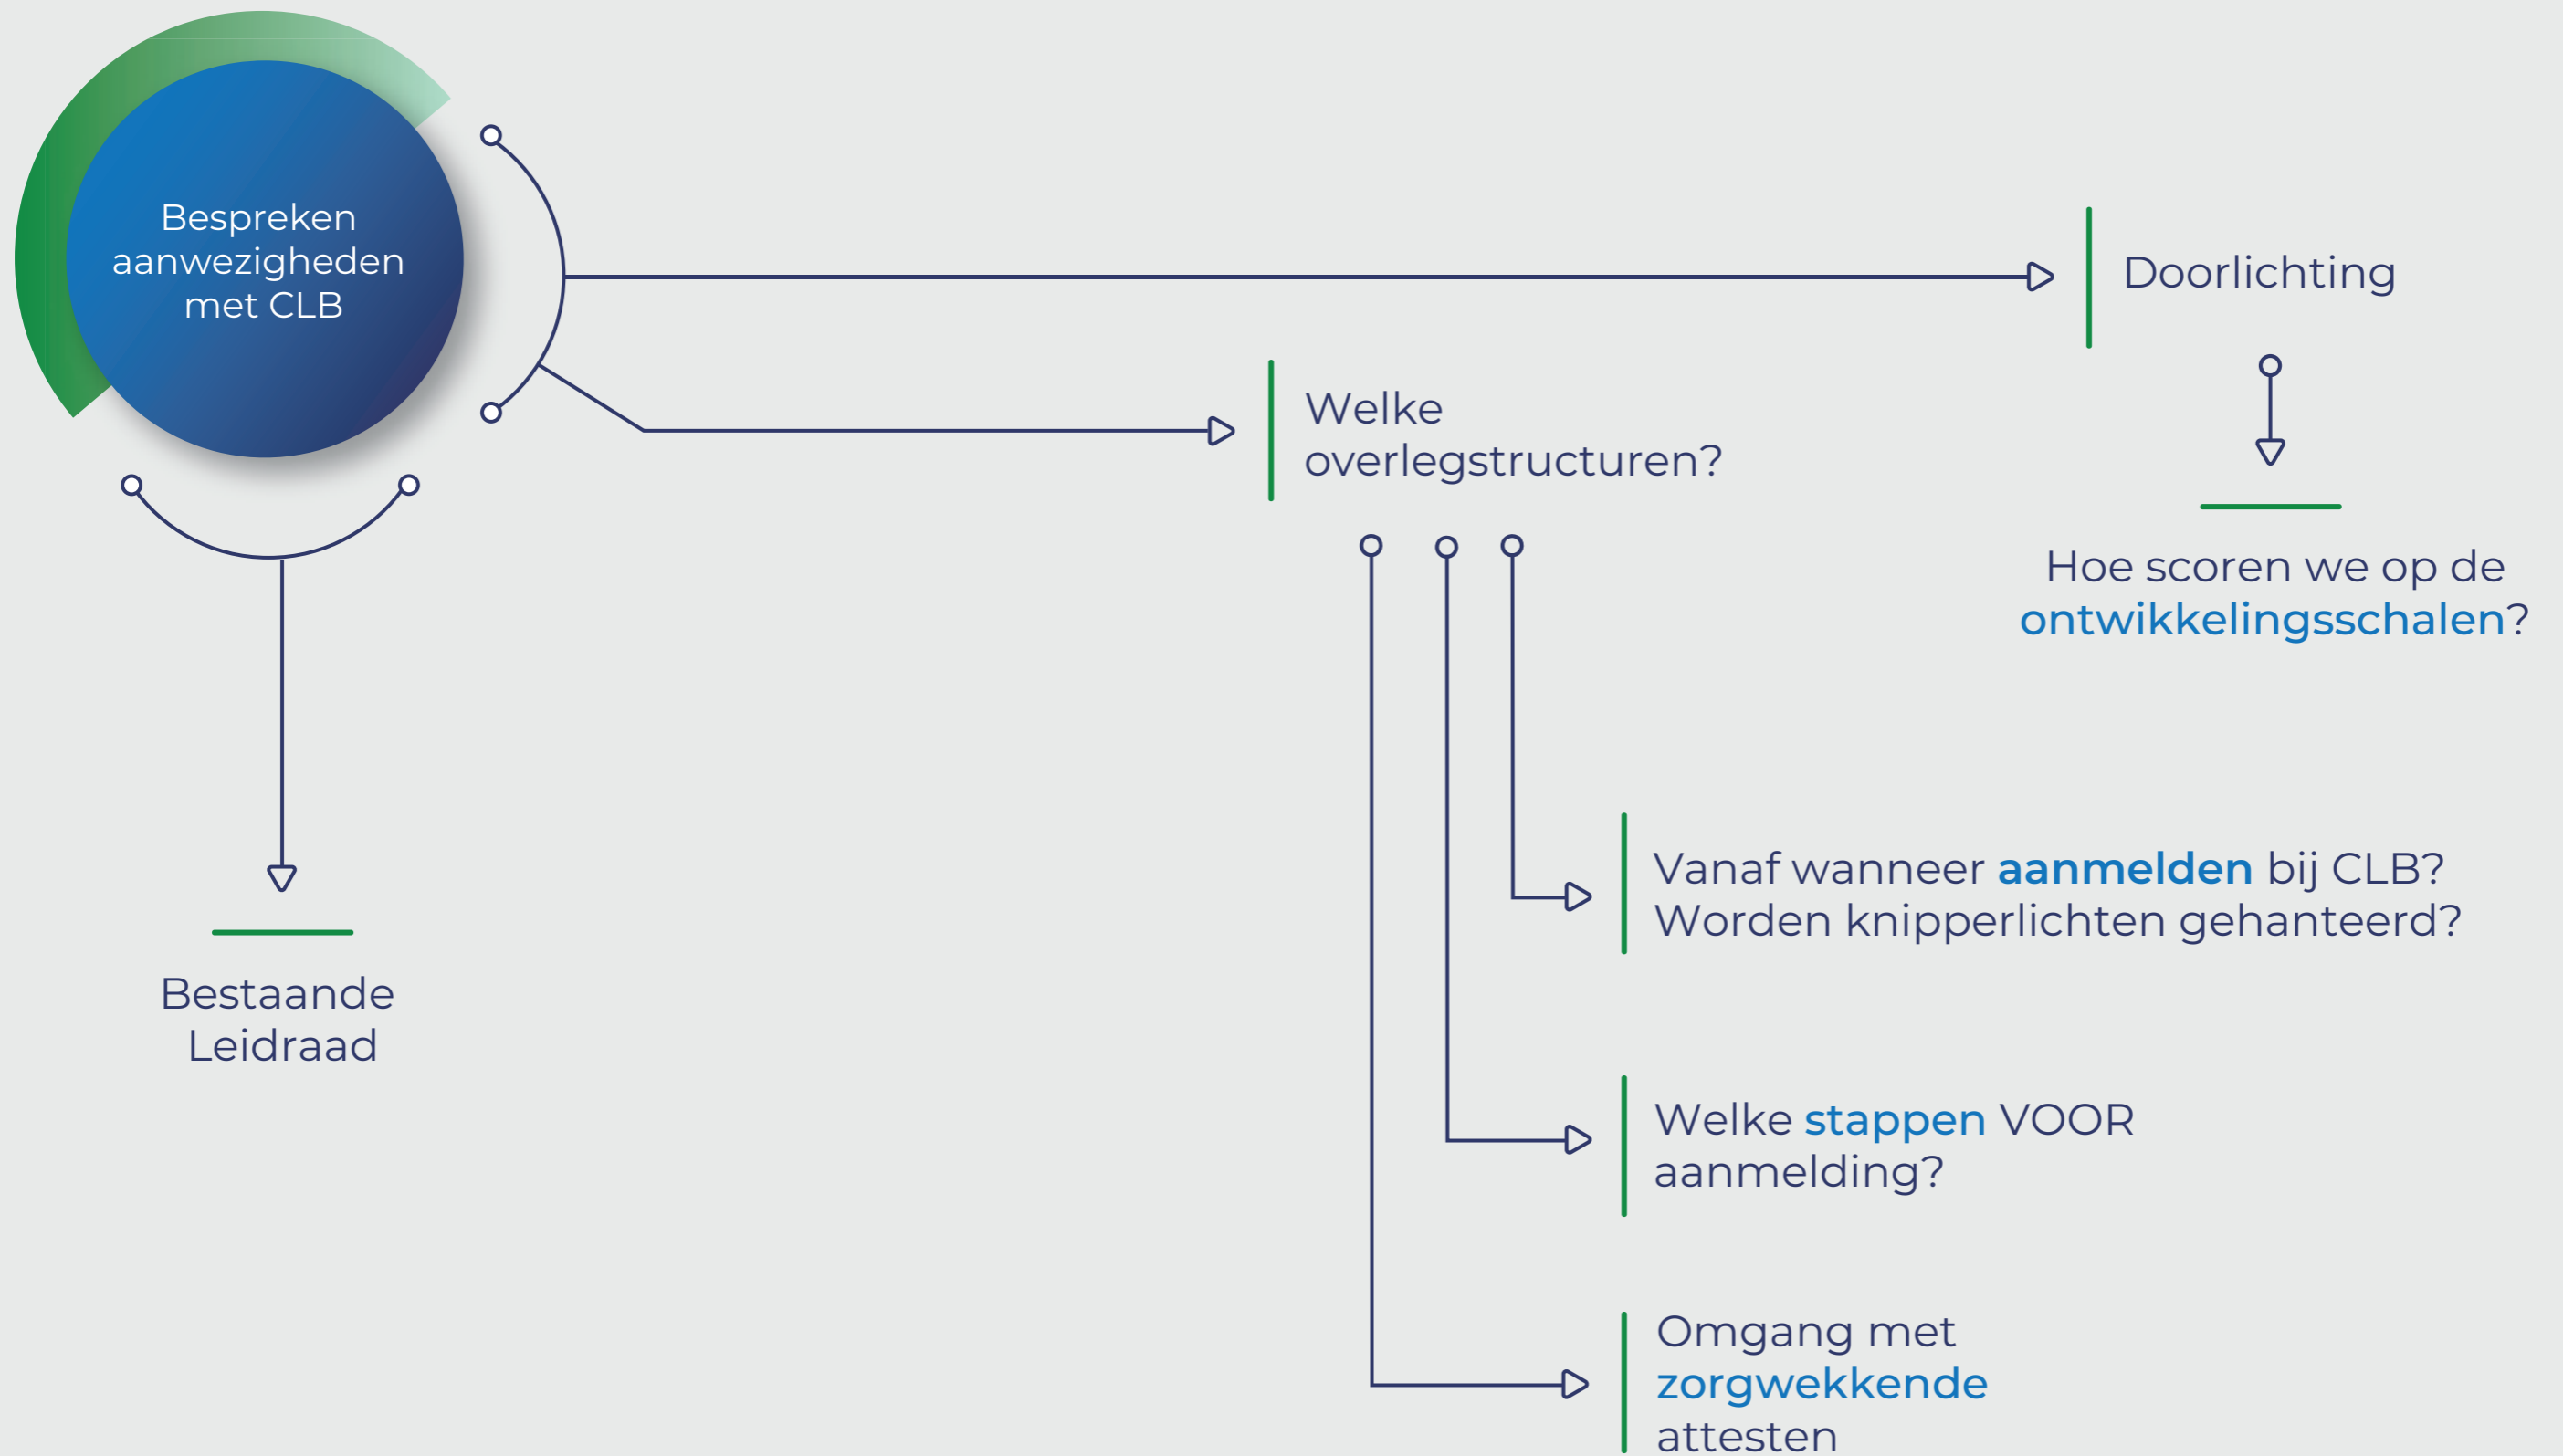 Bespreken
aanwezigheden
met CLB
Doorlichting
Welke
overlegstructuren?
Hoe scoren we op de
ontwikkelingsschalen?
Vanaf wanneer aanmelden bij CLB?
Worden knipperlichten gehanteerd?
Bestaande
Leidraad
Welke stappen VOOR
aanmelding?
Omgang met
zorgwekkende
attesten